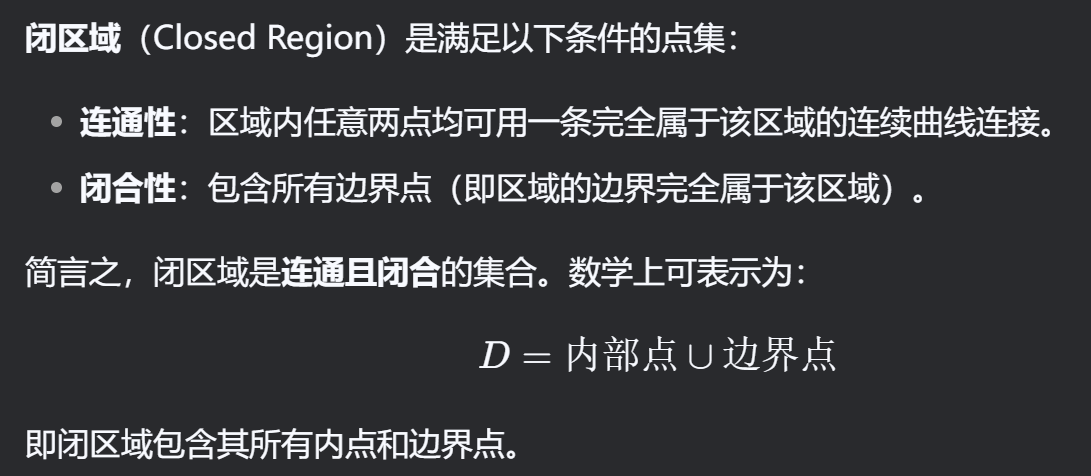 闭区域（Closed Region）是满足以下条件的点集：
• 连通性：区域内任意两点均可用一条完全属于该区域的连续曲线连接。
• 闭合性：包含所有边界点（即区域的边界完全属于该区域）。
简言之，闭区域是连通且闭合的集合。数学上可表示为：
D = 内部点 ∪ 边界点
即闭区域包含其所有内点和边界点。